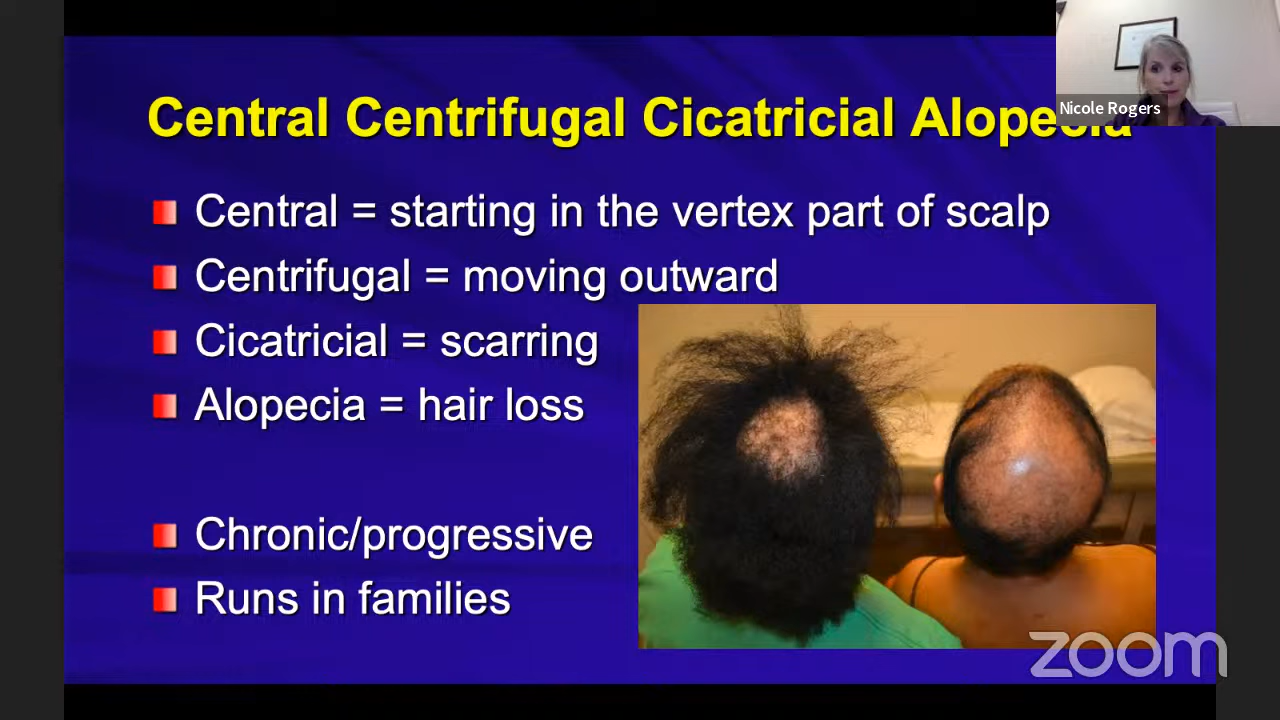 Central Centrifugal Cicatricial Alopecia
Nicole Rogers
Central = starting in the vertex part of scalp
Centrifugal = moving outward
Cicatricial = scarring
Alopecia = hair loss
Chronic/progressive
Runs in families
zoom